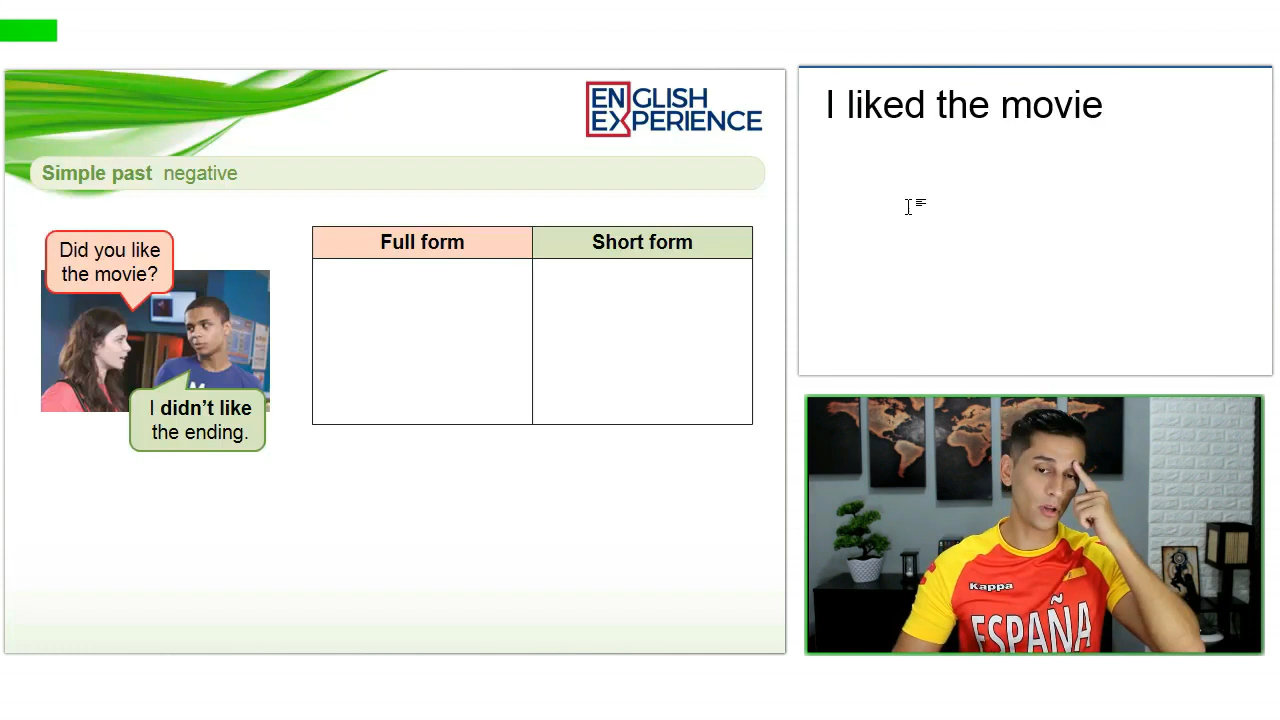 ENGLISH
EXPERIENCE
Simple past negative
Did you like
the movie?
I didn’t like
the ending.
Full form Short form
I liked the movie
Kappa
ESPAÑA